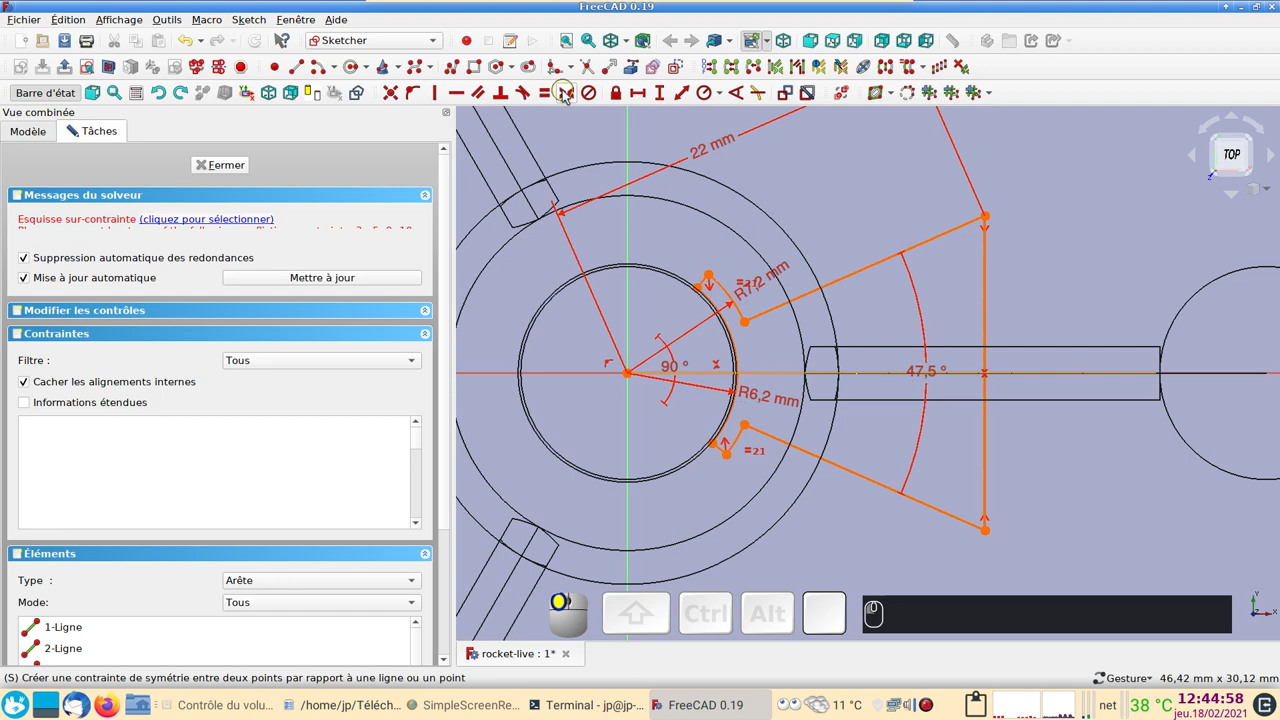 FreeCAD 0.19
Fichier Édition Affichage Outils Macro Sketch Fenêtre Aide
Sketcher
Barre d'état
Vue combinée
Modèle Tâches
Fermer
Messages du solveur
Esquisse sur-contrainte (cliquez pour sélectionner)
Suppression automatique des redondances
Mise à jour automatique Mettre à jour
Modifier les contrôles
Contraintes
Filtre : Tous
Cacher les alignements internes
Informations étendues
Éléments
Type : Arête
Mode: Tous
1-Ligne
2-Ligne
22 mm
TOP
R7,2 mm
90 °
47,5 °
R6,2 mm
=21
Ctrl Alt
rocket-live : 1*
(S) Créer une contrainte de symétrie entre deux points par rapport à une ligne ou un point
Gesture 46,42 mm x 30,12 mm
Contrôle du volu... /home/jp/Téléch... SimpleScreenRe... Terminal - jp@jp-... FreeCAD 0.19 11 °C net 38 °C 12:44:58
jeu.18/02/2021